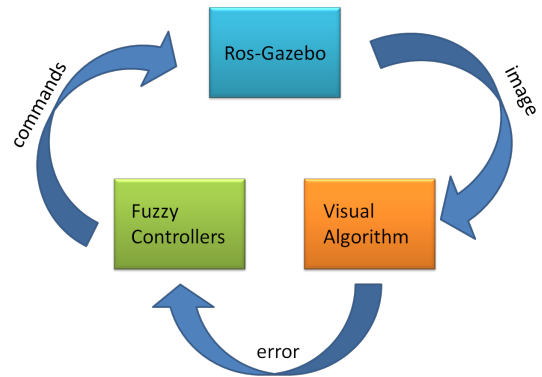 Ros-Gazebo
image
Visual
Algorithm
error
Fuzzy
Controllers
commands